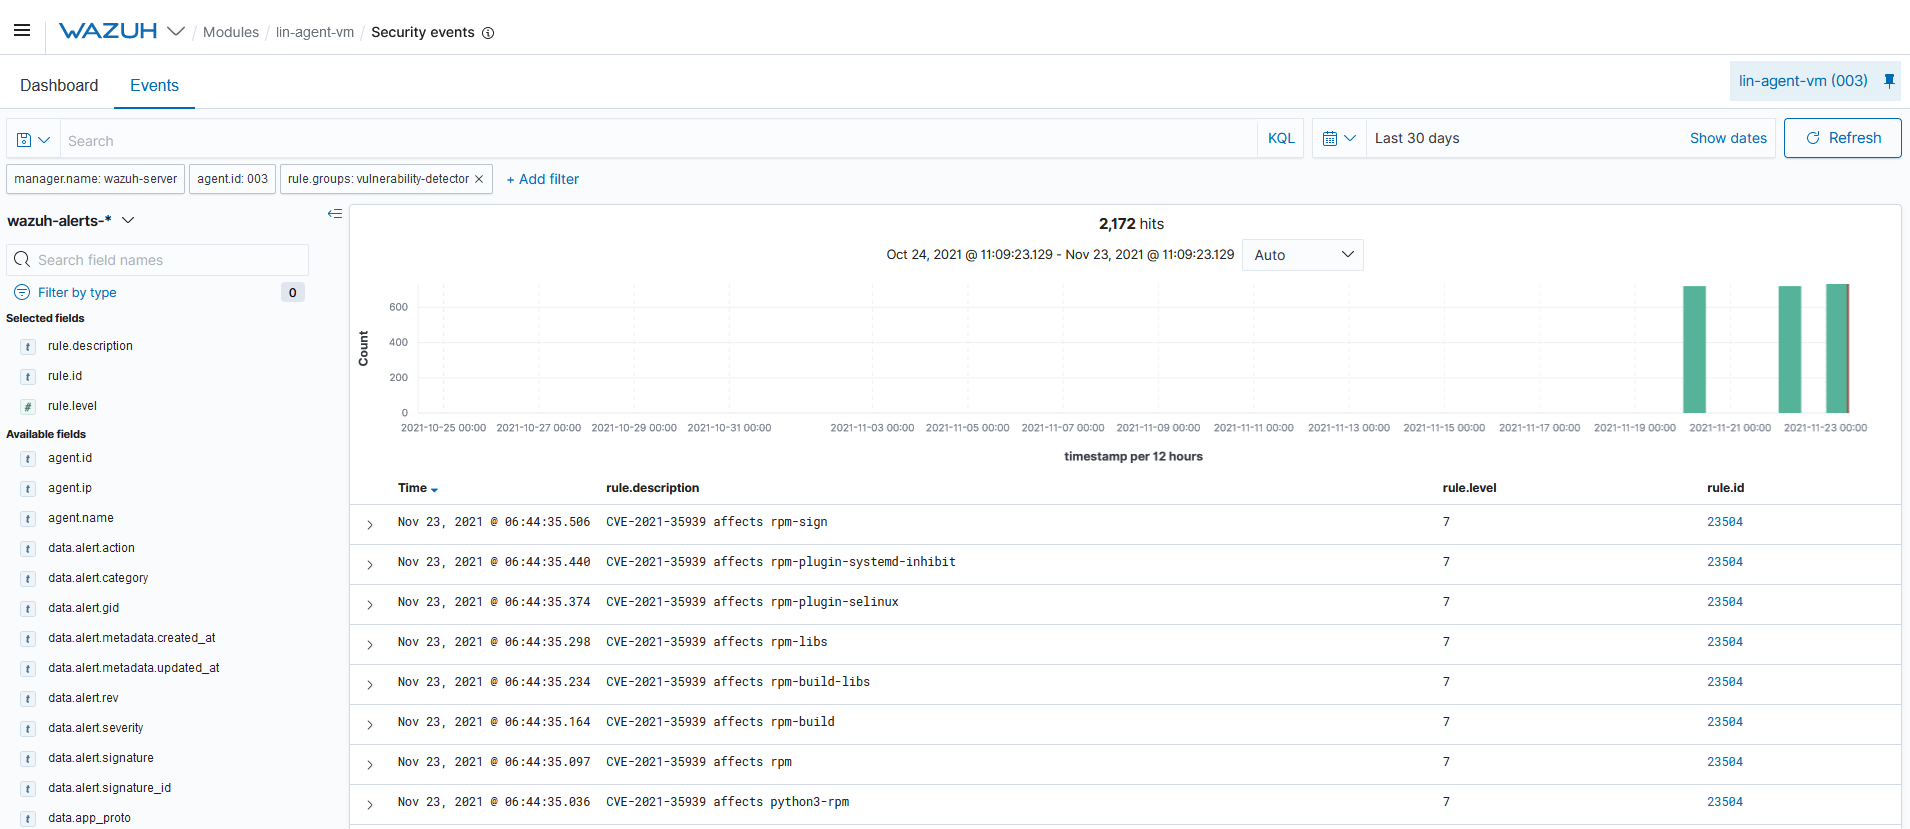 WAZUH / Modules / lin-agent-vm / Security events
Dashboard Events
lin-agent-vm (003)
Search KQL Last 30 days Show dates Refresh
manager.name: wazuh-server agent.id: 003 rule.groups: vulnerability-detector × + Add filter
wazuh-alerts-*
Search field names
Filter by type 0
Selected fields
t rule.description
t rule.id
# rule.level
Available fields
t agent.id
t agent.ip
t agent.name
t data.alert.action
t data.alert.category
t data.alert.gid
t data.alert.metadata.created_at
t data.alert.metadata.updated_at
t data.alert.rev
t data.alert.severity
t data.alert.signature
t data.alert.signature_id
t data.app_proto
2,172 hits
Oct 24, 2021 @ 11:09:23.129 - Nov 23, 2021 @ 11:09:23.129 Auto
Count
600
400
200
0
2021-10-25 00:00 2021-10-27 00:00 2021-10-29 00:00 2021-10-31 00:00 2021-11-03 00:00 2021-11-05 00:00 2021-11-07 00:00 2021-11-09 00:00 2021-11-11 00:00 2021-11-13 00:00 2021-11-15 00:00 2021-11-17 00:00 2021-11-19 00:00 2021-11-21 00:00 2021-11-23 00:00
timestamp per 12 hours
Time rule.description rule.level rule.id
Nov 23, 2021 @ 06:44:35.506 CVE-2021-35939 affects rpm-sign 7 23504
Nov 23, 2021 @ 06:44:35.440 CVE-2021-35939 affects rpm-plugin-systemd-inhibit 7 23504
Nov 23, 2021 @ 06:44:35.374 CVE-2021-35939 affects rpm-plugin-selinux 7 23504
Nov 23, 2021 @ 06:44:35.298 CVE-2021-35939 affects rpm-libs 7 23504
Nov 23, 2021 @ 06:44:35.234 CVE-2021-35939 affects rpm-build-libs 7 23504
Nov 23, 2021 @ 06:44:35.164 CVE-2021-35939 affects rpm-build 7 23504
Nov 23, 2021 @ 06:44:35.097 CVE-2021-35939 affects rpm 7 23504
Nov 23, 2021 @ 06:44:35.036 CVE-2021-35939 affects python3-rpm 7 23504